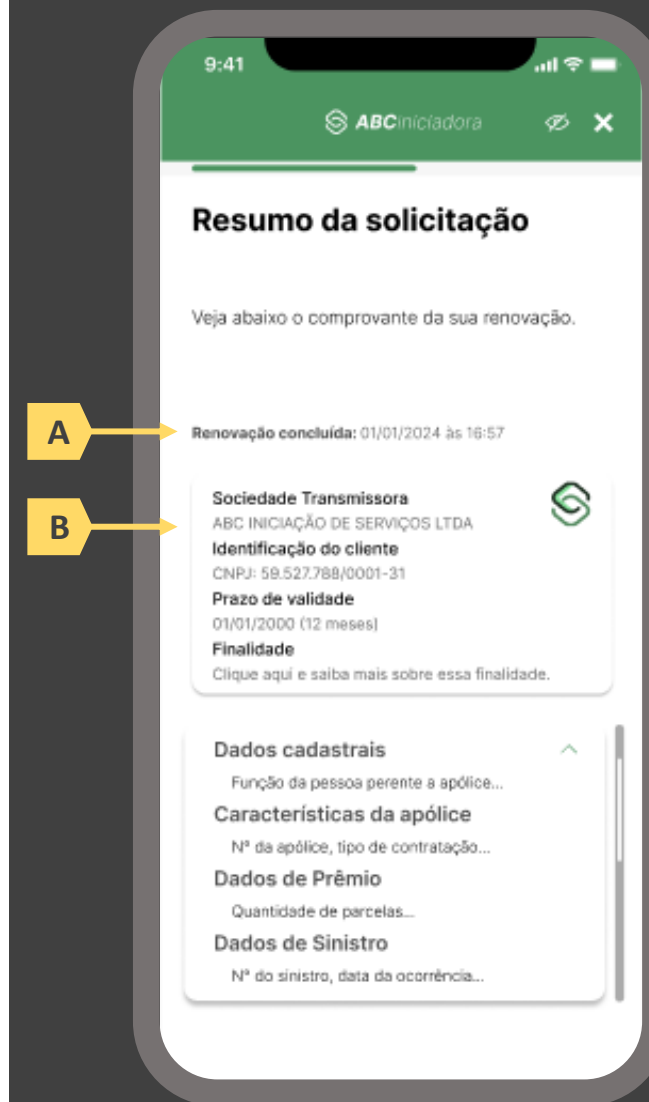 9:41
ABCiniciadora
Resumo da solicitação
Veja abaixo o comprovante da sua renovação.
A
Renovação concluída: 01/01/2024 às 16:57
B
Sociedade Transmissora
ABC INICIAÇÃO DE SERVIÇOS LTDA
Identificação do cliente
CNPJ: 59.527.788/0001-31
Prazo de validade
01/01/2000 (12 meses)
Finalidade
Clique aqui e saiba mais sobre essa finalidade.
Dados cadastrais
Função da pessoa perente a apólice...
Características da apólice
Nº da apólice, tipo de contratação...
Dados de Prêmio
Quantidade de parcelas...
Dados de Sinistro
Nº do sinistro, data da ocorrência...